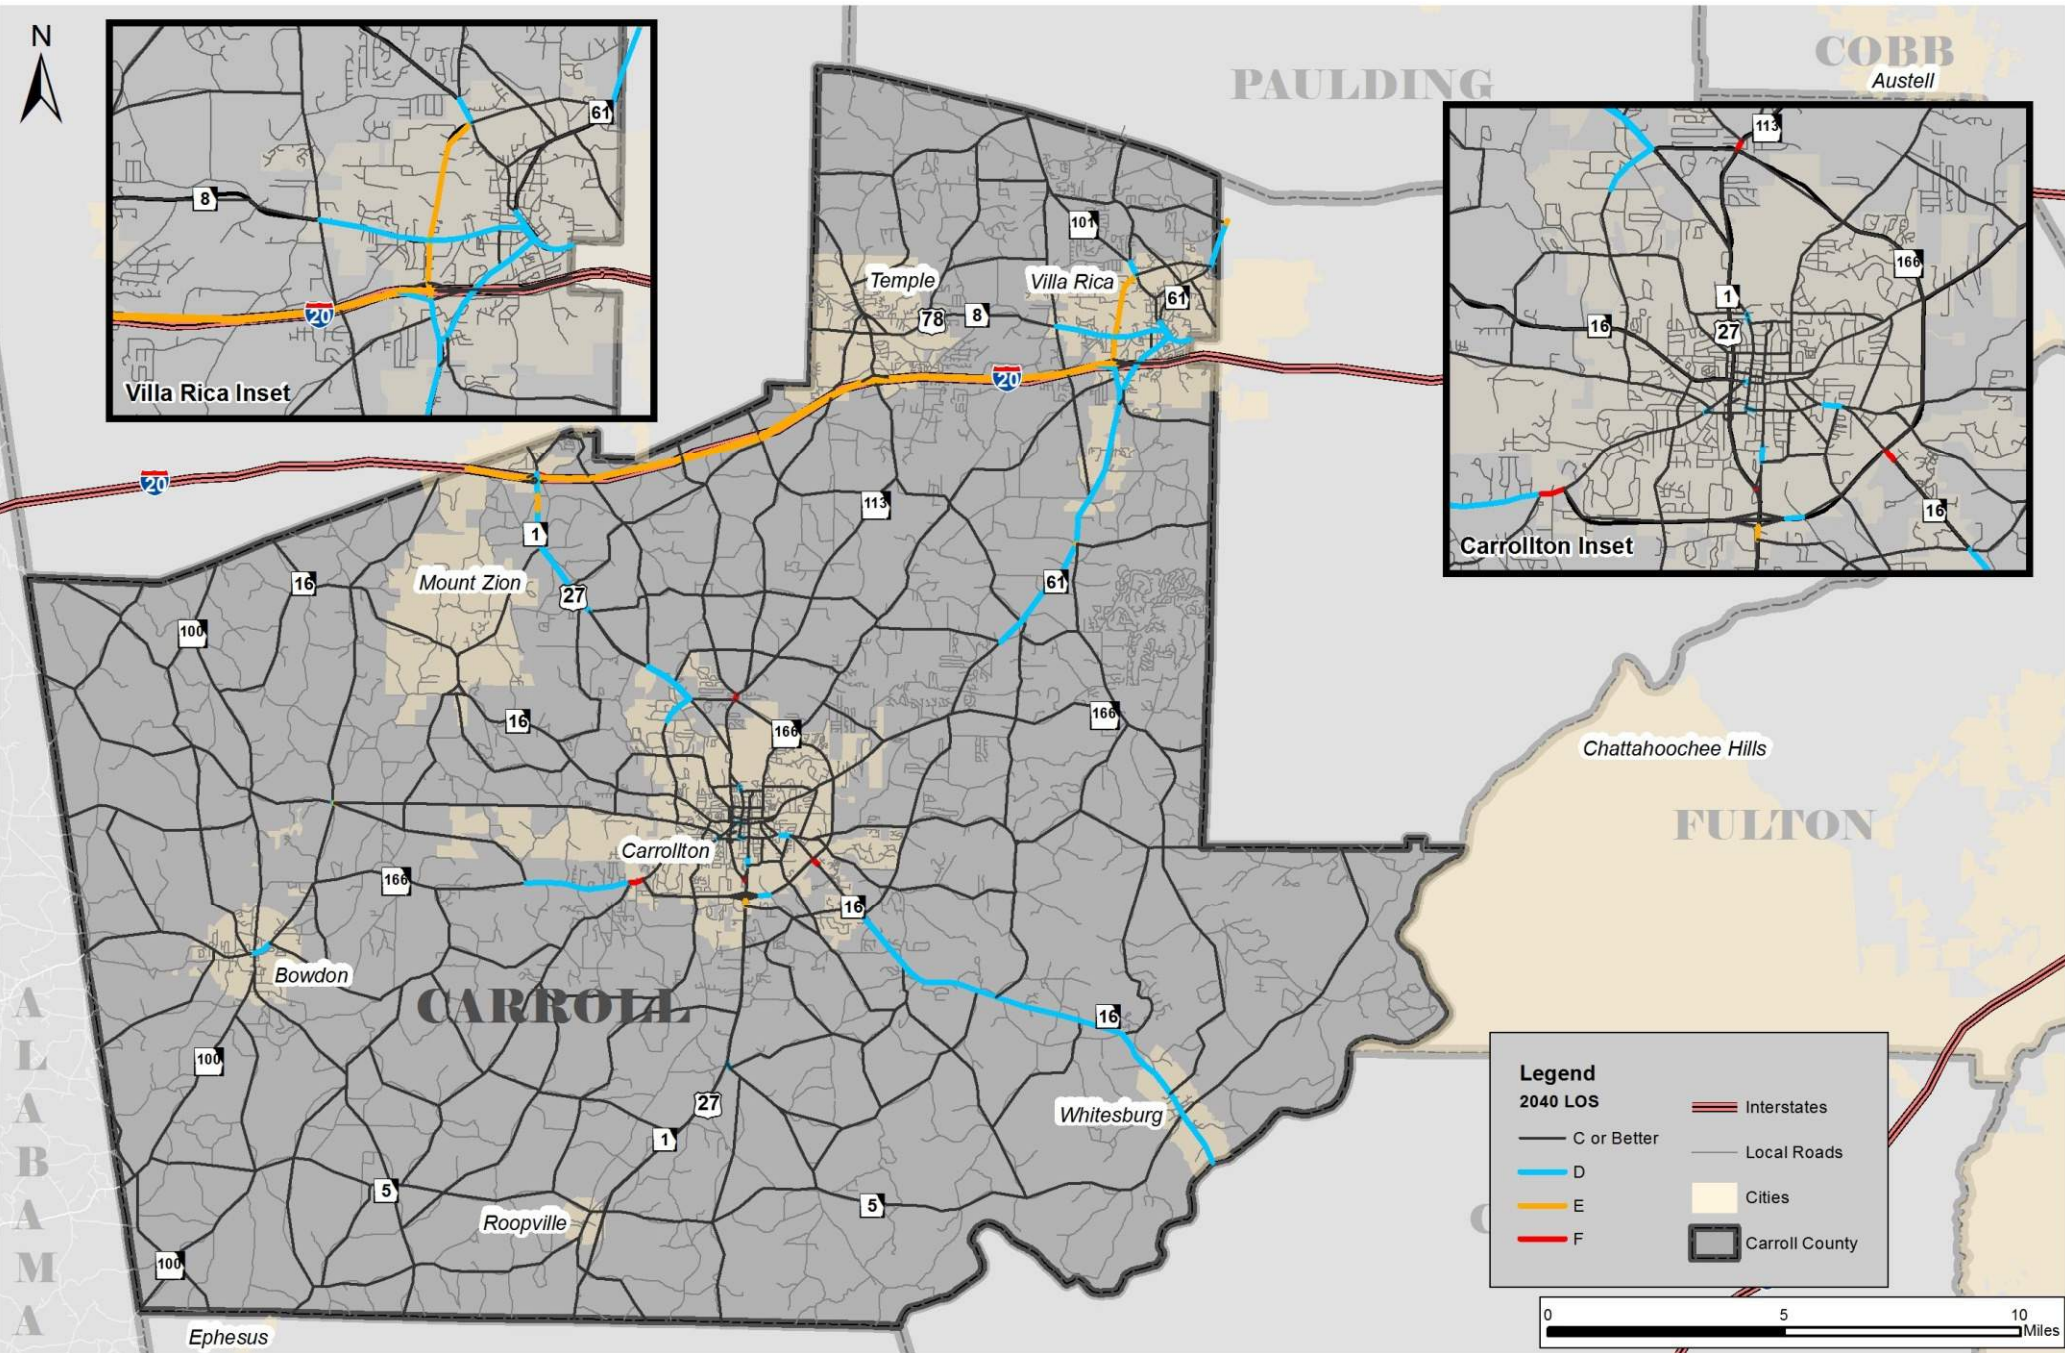 N
61
8
20
Villa Rica Inset
PAULDING
COBB
Austell
113
166
1
16
27
16
Carrollton Inset
101
Temple
Villa Rica
61
78
8
20
20
113
1
Mount Zion
16
27
61
100
16
166
166
Chattahoochee Hills
FULTON
Carrollton
166
16
Bowdon
CARROLL
16
100
27
Whitesburg
1
5
5
Roopville
100
Ephesus
ALABAMA
C
Legend
2040 LOS
C or Better
D
E
F
Interstates
Local Roads
Cities
Carroll County
0 5 10
Miles